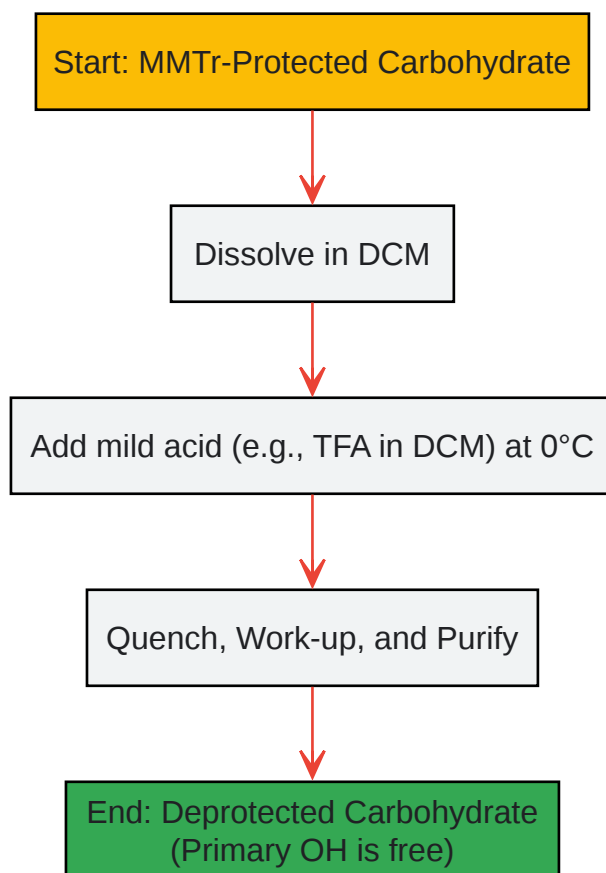 Start: MMTr-Protected Carbohydrate
Dissolve in DCM
Add mild acid (e.g., TFA in DCM) at 0°C
Quench, Work-up, and Purify
End: Deprotected Carbohydrate
(Primary OH is free)